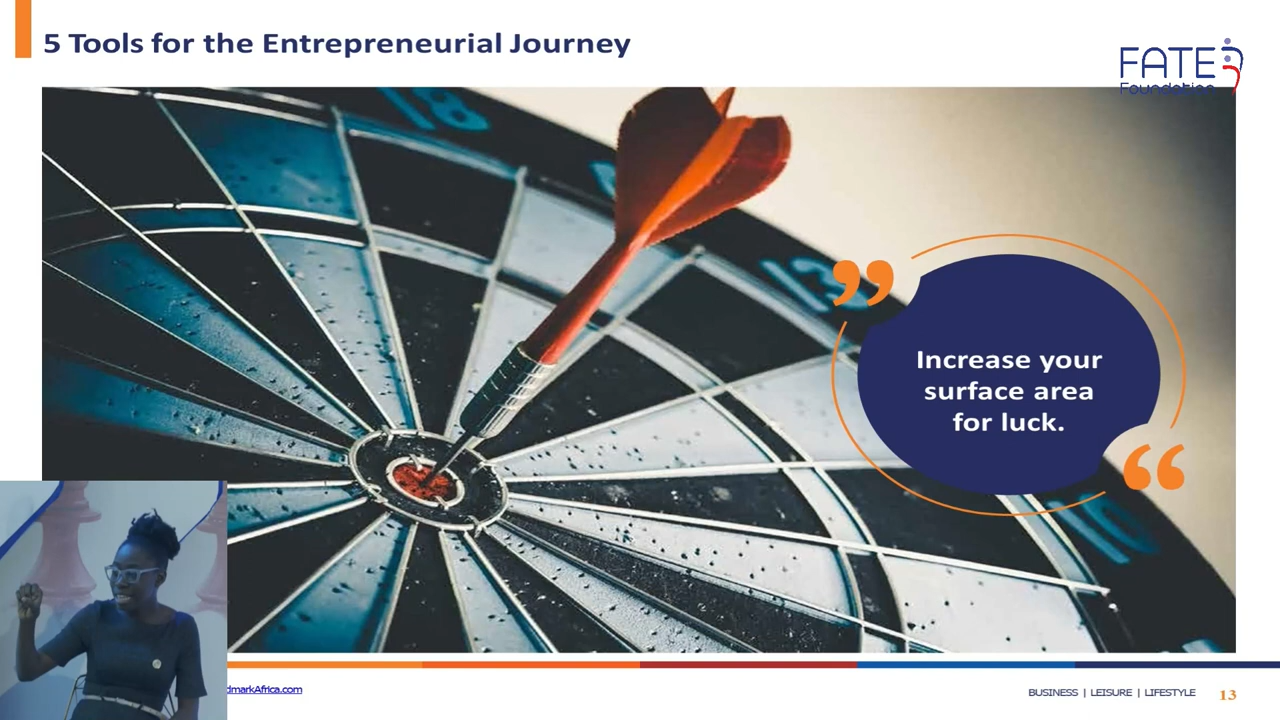 5 Tools for the Entrepreneurial Journey
FATE
Foundation
18
13
10
”
Increase your
surface area
for luck.
“
dmarkAfrica.com
BUSINESS | LEISURE | LIFESTYLE
13